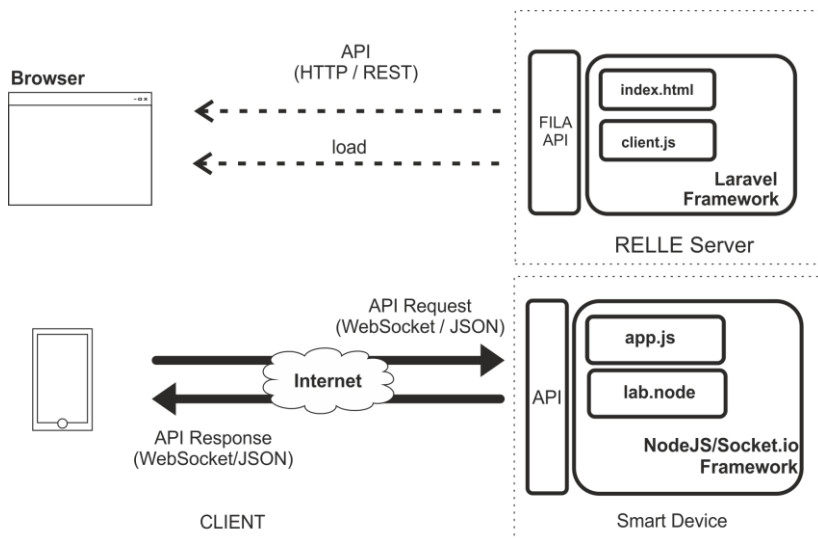 API
(HTTP / REST)
Browser
load
FILA
API
index.html
client.js
Laravel
Framework
RELLE Server
API Request
(WebSocket / JSON)
Internet
API Response
(WebSocket/JSON)
CLIENT
API
app.js
lab.node
NodeJS/Socket.io
Framework
Smart Device